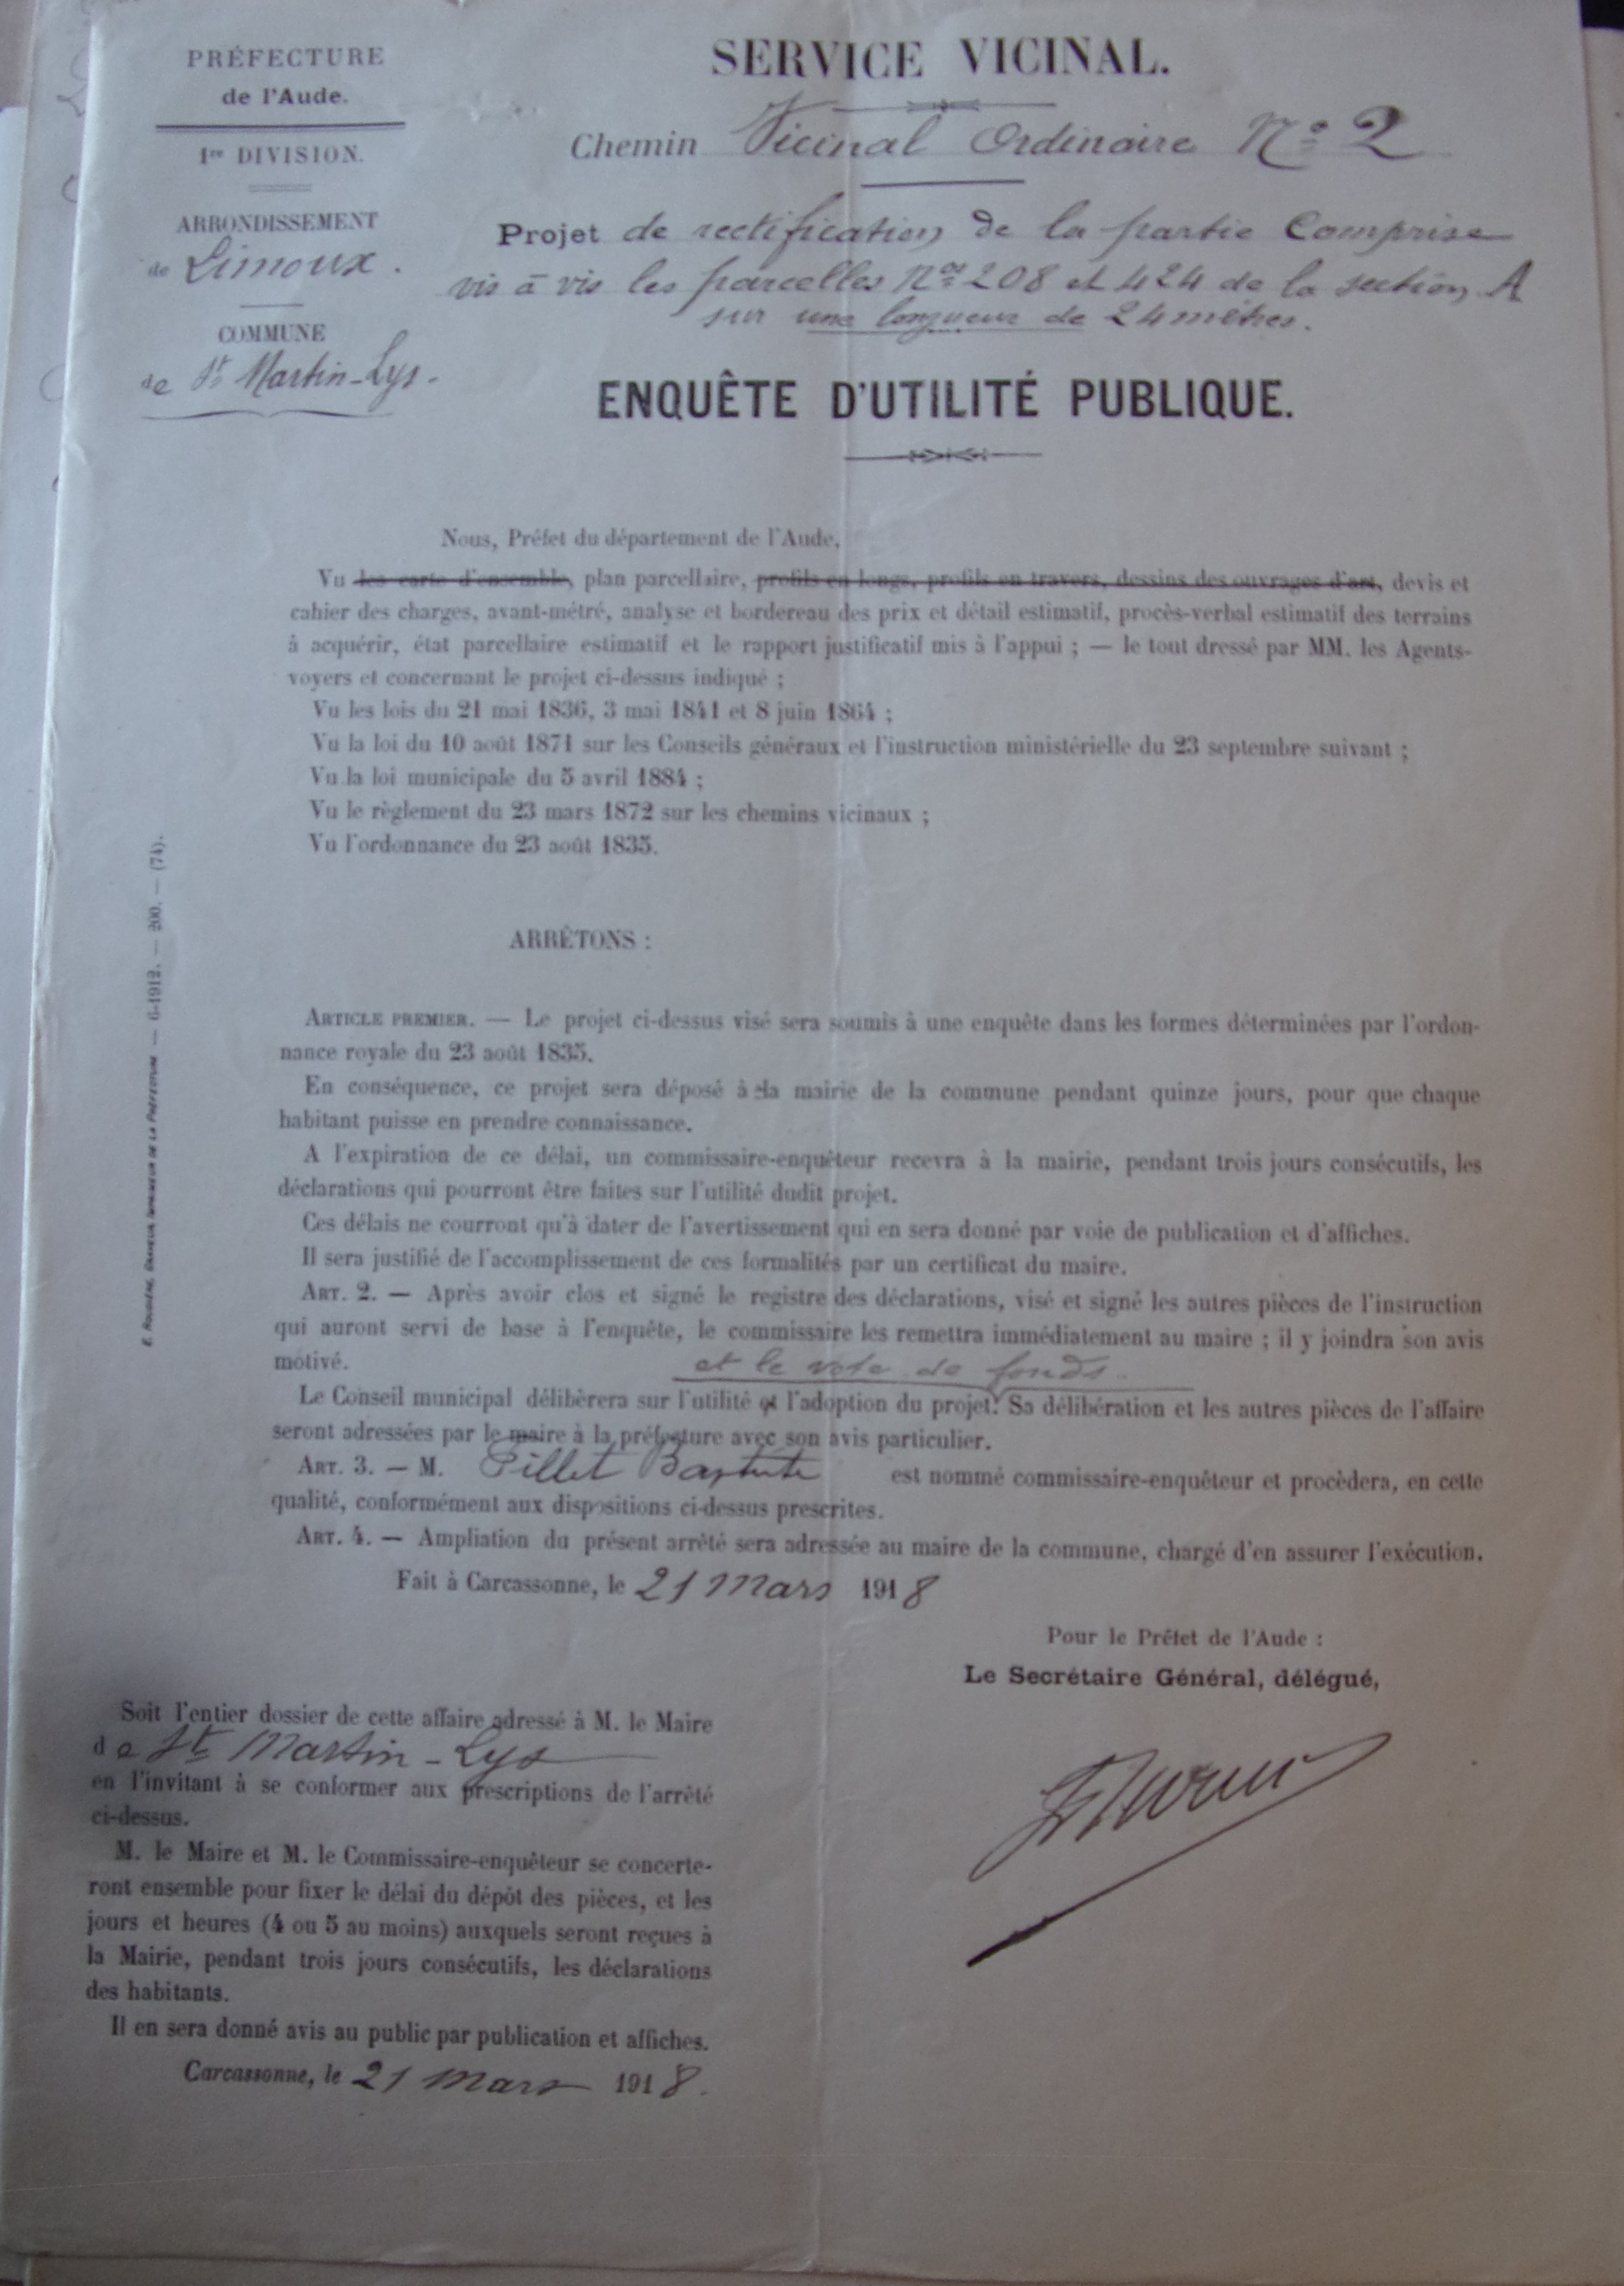 PRÉFECTURE
de l'Aude.
1re DIVISION.
ARRONDISSEMENT
de Limoux.
COMMUNE
de St Martin-Lys.
SERVICE VICINAL.
Chemin Vicinal Ordinaire No 2
Projet de rectification de la partie Comprise
vis à vis les parcelles Nos 208 et 424 de la section A
sur une longueur de 24 mètres.
ENQUÊTE D'UTILITÉ PUBLIQUE.
Nous, Préfet du département de l'Aude,
Vu les carte d'ensemble, plan parcellaire, profils en longs, profils en travers, dessins des ouvrages d'art, devis et
cahier des charges, avant-métré, analyse et bordereau des prix et détail estimatif, procès-verbal estimatif des terrains
à acquérir, état parcellaire estimatif et le rapport justificatif mis à l'appui ; — le tout dressé par MM. les Agents-
voyers et concernant le projet ci-dessus indiqué ;
Vu les lois du 21 mai 1836, 3 mai 1841 et 8 juin 1864 ;
Vu la loi du 10 août 1871 sur les Conseils généraux et l'instruction ministérielle du 23 septembre suivant ;
Vu la loi municipale du 5 avril 1884 ;
Vu le règlement du 23 mars 1872 sur les chemins vicinaux ;
Vu l'ordonnance du 23 août 1835.
ARRÊTONS :
ARTICLE PREMIER. — Le projet ci-dessus visé sera soumis à une enquête dans les formes déterminées par l'ordon-
nance royale du 23 août 1835.
En conséquence, ce projet sera déposé à la mairie de la commune pendant quinze jours, pour que chaque
habitant puisse en prendre connaissance.
A l'expiration de ce délai, un commissaire-enquêteur recevra à la mairie, pendant trois jours consécutifs, les
déclarations qui pourront être faites sur l'utilité dudit projet.
Ces délais ne courront qu'à dater de l'avertissement qui en sera donné par voie de publication et d'affiches.
Il sera justifié de l'accomplissement de ces formalités par un certificat du maire.
ART. 2. — Après avoir clos et signé le registre des déclarations, visé et signé les autres pièces de l'instruction
qui auront servi de base à l'enquête, le commissaire les remettra immédiatement au maire ; il y joindra son avis
motivé.
et le vote de fonds.
Le Conseil municipal délibèrera sur l'utilité et l'adoption du projet. Sa délibération et les autres pièces de l'affaire
seront adressées par le maire à la préfecture avec son avis particulier.
ART. 3. — M. Pillet Baptiste est nommé commissaire-enquêteur et procèdera, en cette
qualité, conformément aux dispositions ci-dessus prescrites.
ART. 4. — Ampliation du présent arrêté sera adressée au maire de la commune, chargé d'en assurer l'exécution.
Fait à Carcassonne, le 21 Mars 1918
Pour le Préfet de l'Aude :
Le Secrétaire Général, délégué,
Soit l'entier dossier de cette affaire adressé à M. le Maire
de St Martin-Lys
en l'invitant à se conformer aux prescriptions de l'arrêté
ci-dessus.
M. le Maire et M. le Commissaire-enquêteur se concerte-
ront ensemble pour fixer le délai du dépôt des pièces, et les
jours et heures (4 ou 5 au moins) auxquels seront reçues à
la Mairie, pendant trois jours consécutifs, les déclarations
des habitants.
Il en sera donné avis au public par publication et affiches.
Carcassonne, le 21 Mars 1918.
IMPRIMEUR DE LA PRÉFECTURE — 6-1912. — 200. — (74).